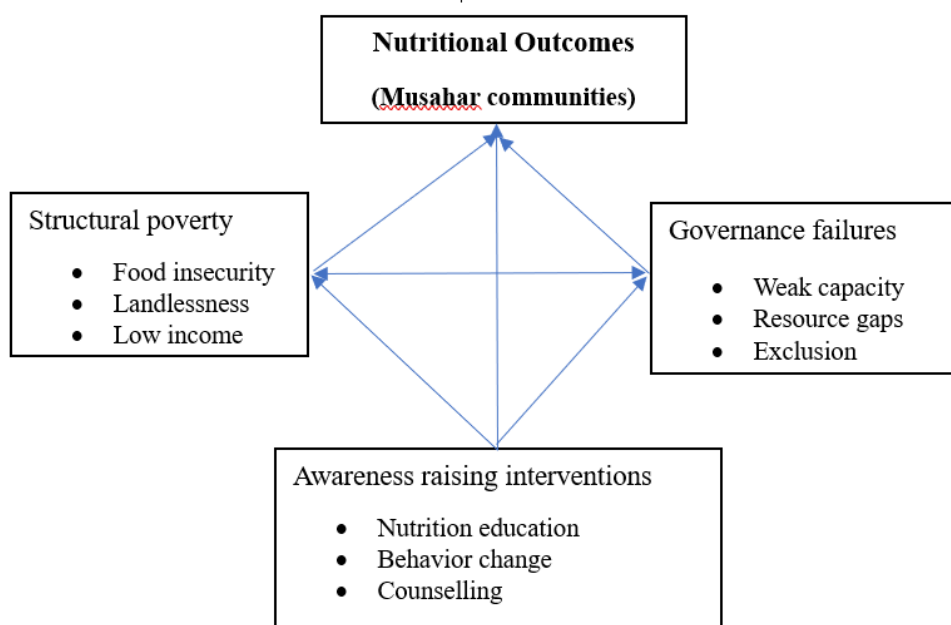 Nutritional Outcomes
(Musahar communities)
Structural poverty
• Food insecurity
• Landlessness
• Low income
Governance failures
• Weak capacity
• Resource gaps
• Exclusion
Awareness raising interventions
• Nutrition education
• Behavior change
• Counselling